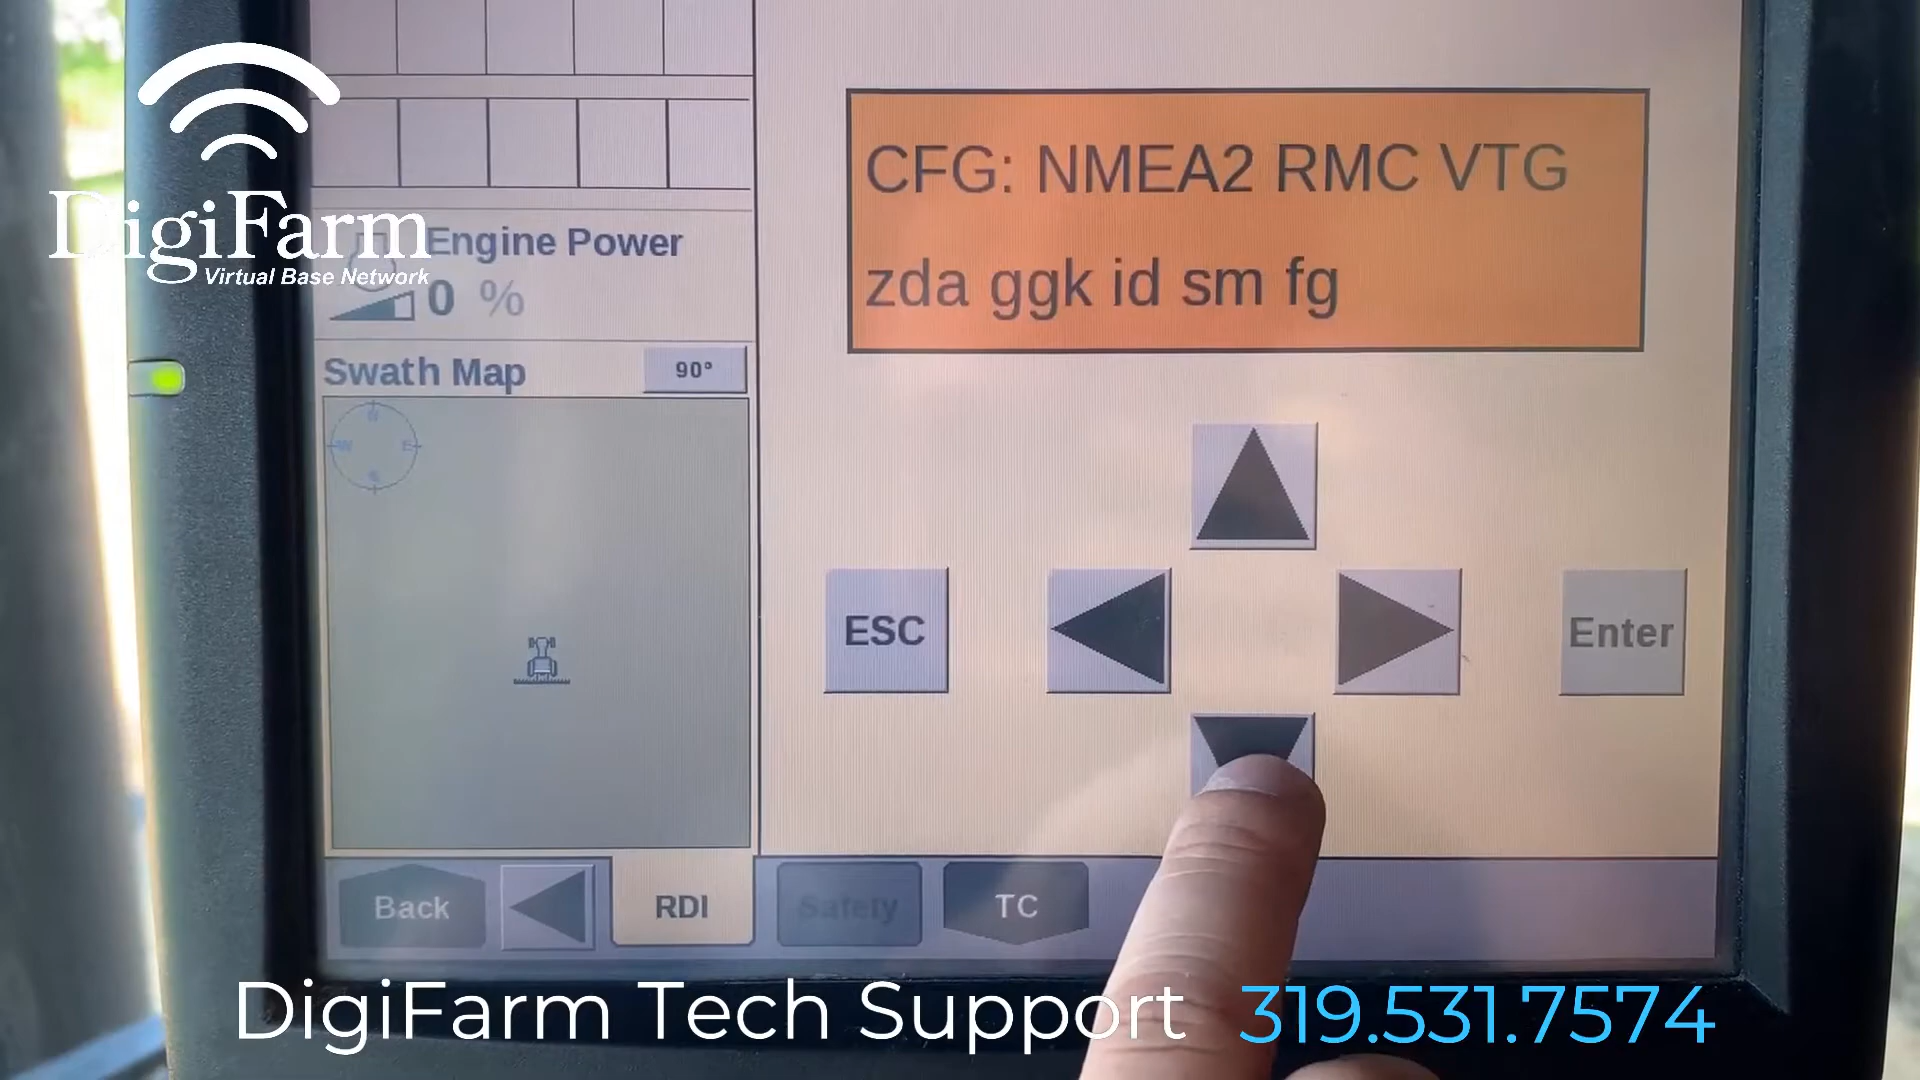 DigiFarm
Virtual Base Network
Engine Power
0 %
Swath Map
90°
N
W
E
S
CFG: NMEA2 RMC VTG
zda ggk id sm fg
ESC
Enter
Back
RDI
Safety
TC
DigiFarm Tech Support 319.531.7574